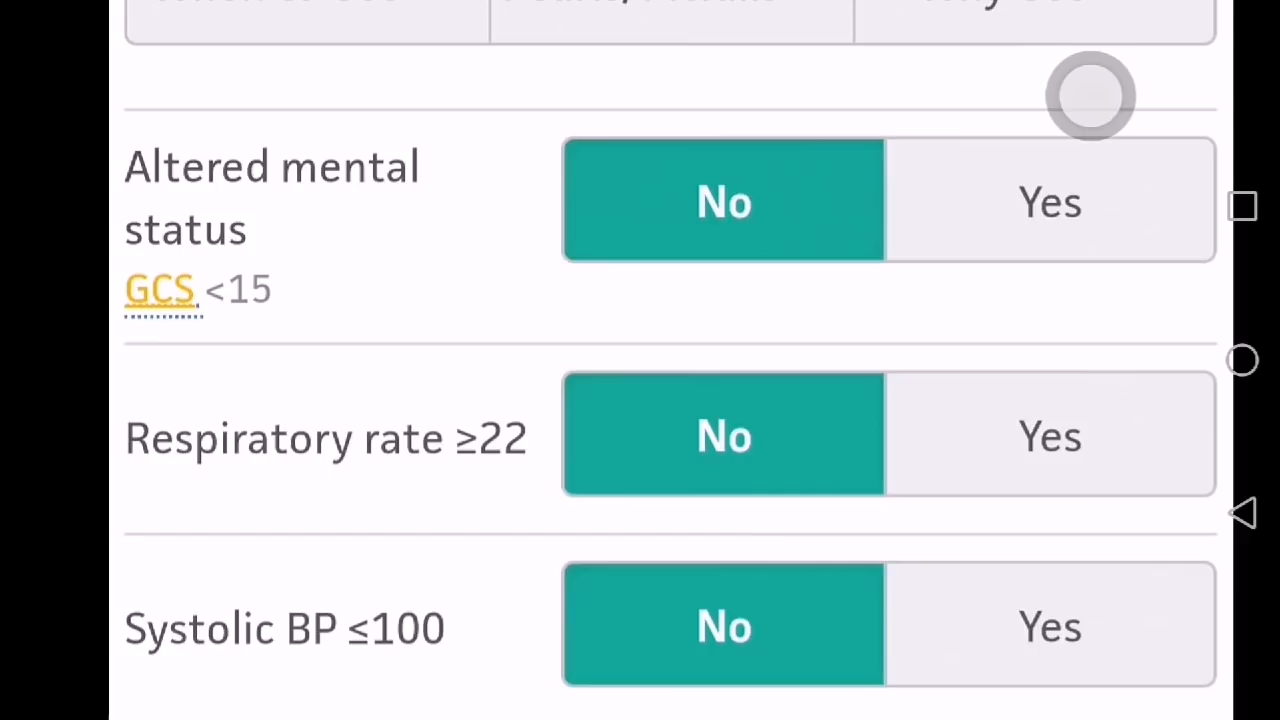 Altered mental
status
GCS <15
No
Yes
Respiratory rate ≥22
No
Yes
Systolic BP ≤100
No
Yes